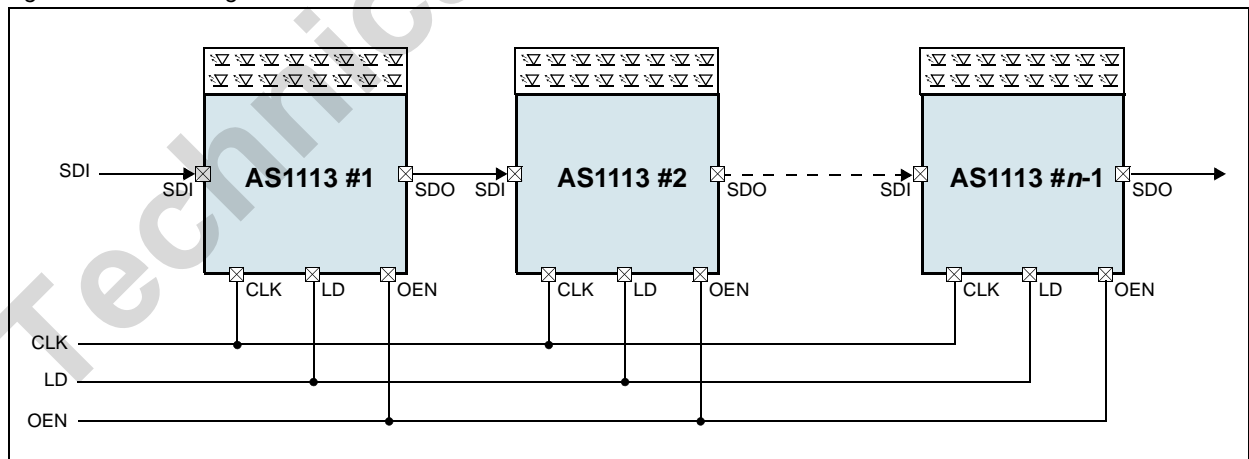 Technic
AS1113 #1
AS1113 #2
AS1113 #n-1
SDI
SDI
SDO
SDI
SDO
SDI
SDO
CLK
LD
OEN
CLK
LD
OEN
CLK
LD
OEN
CLK
LD
OEN